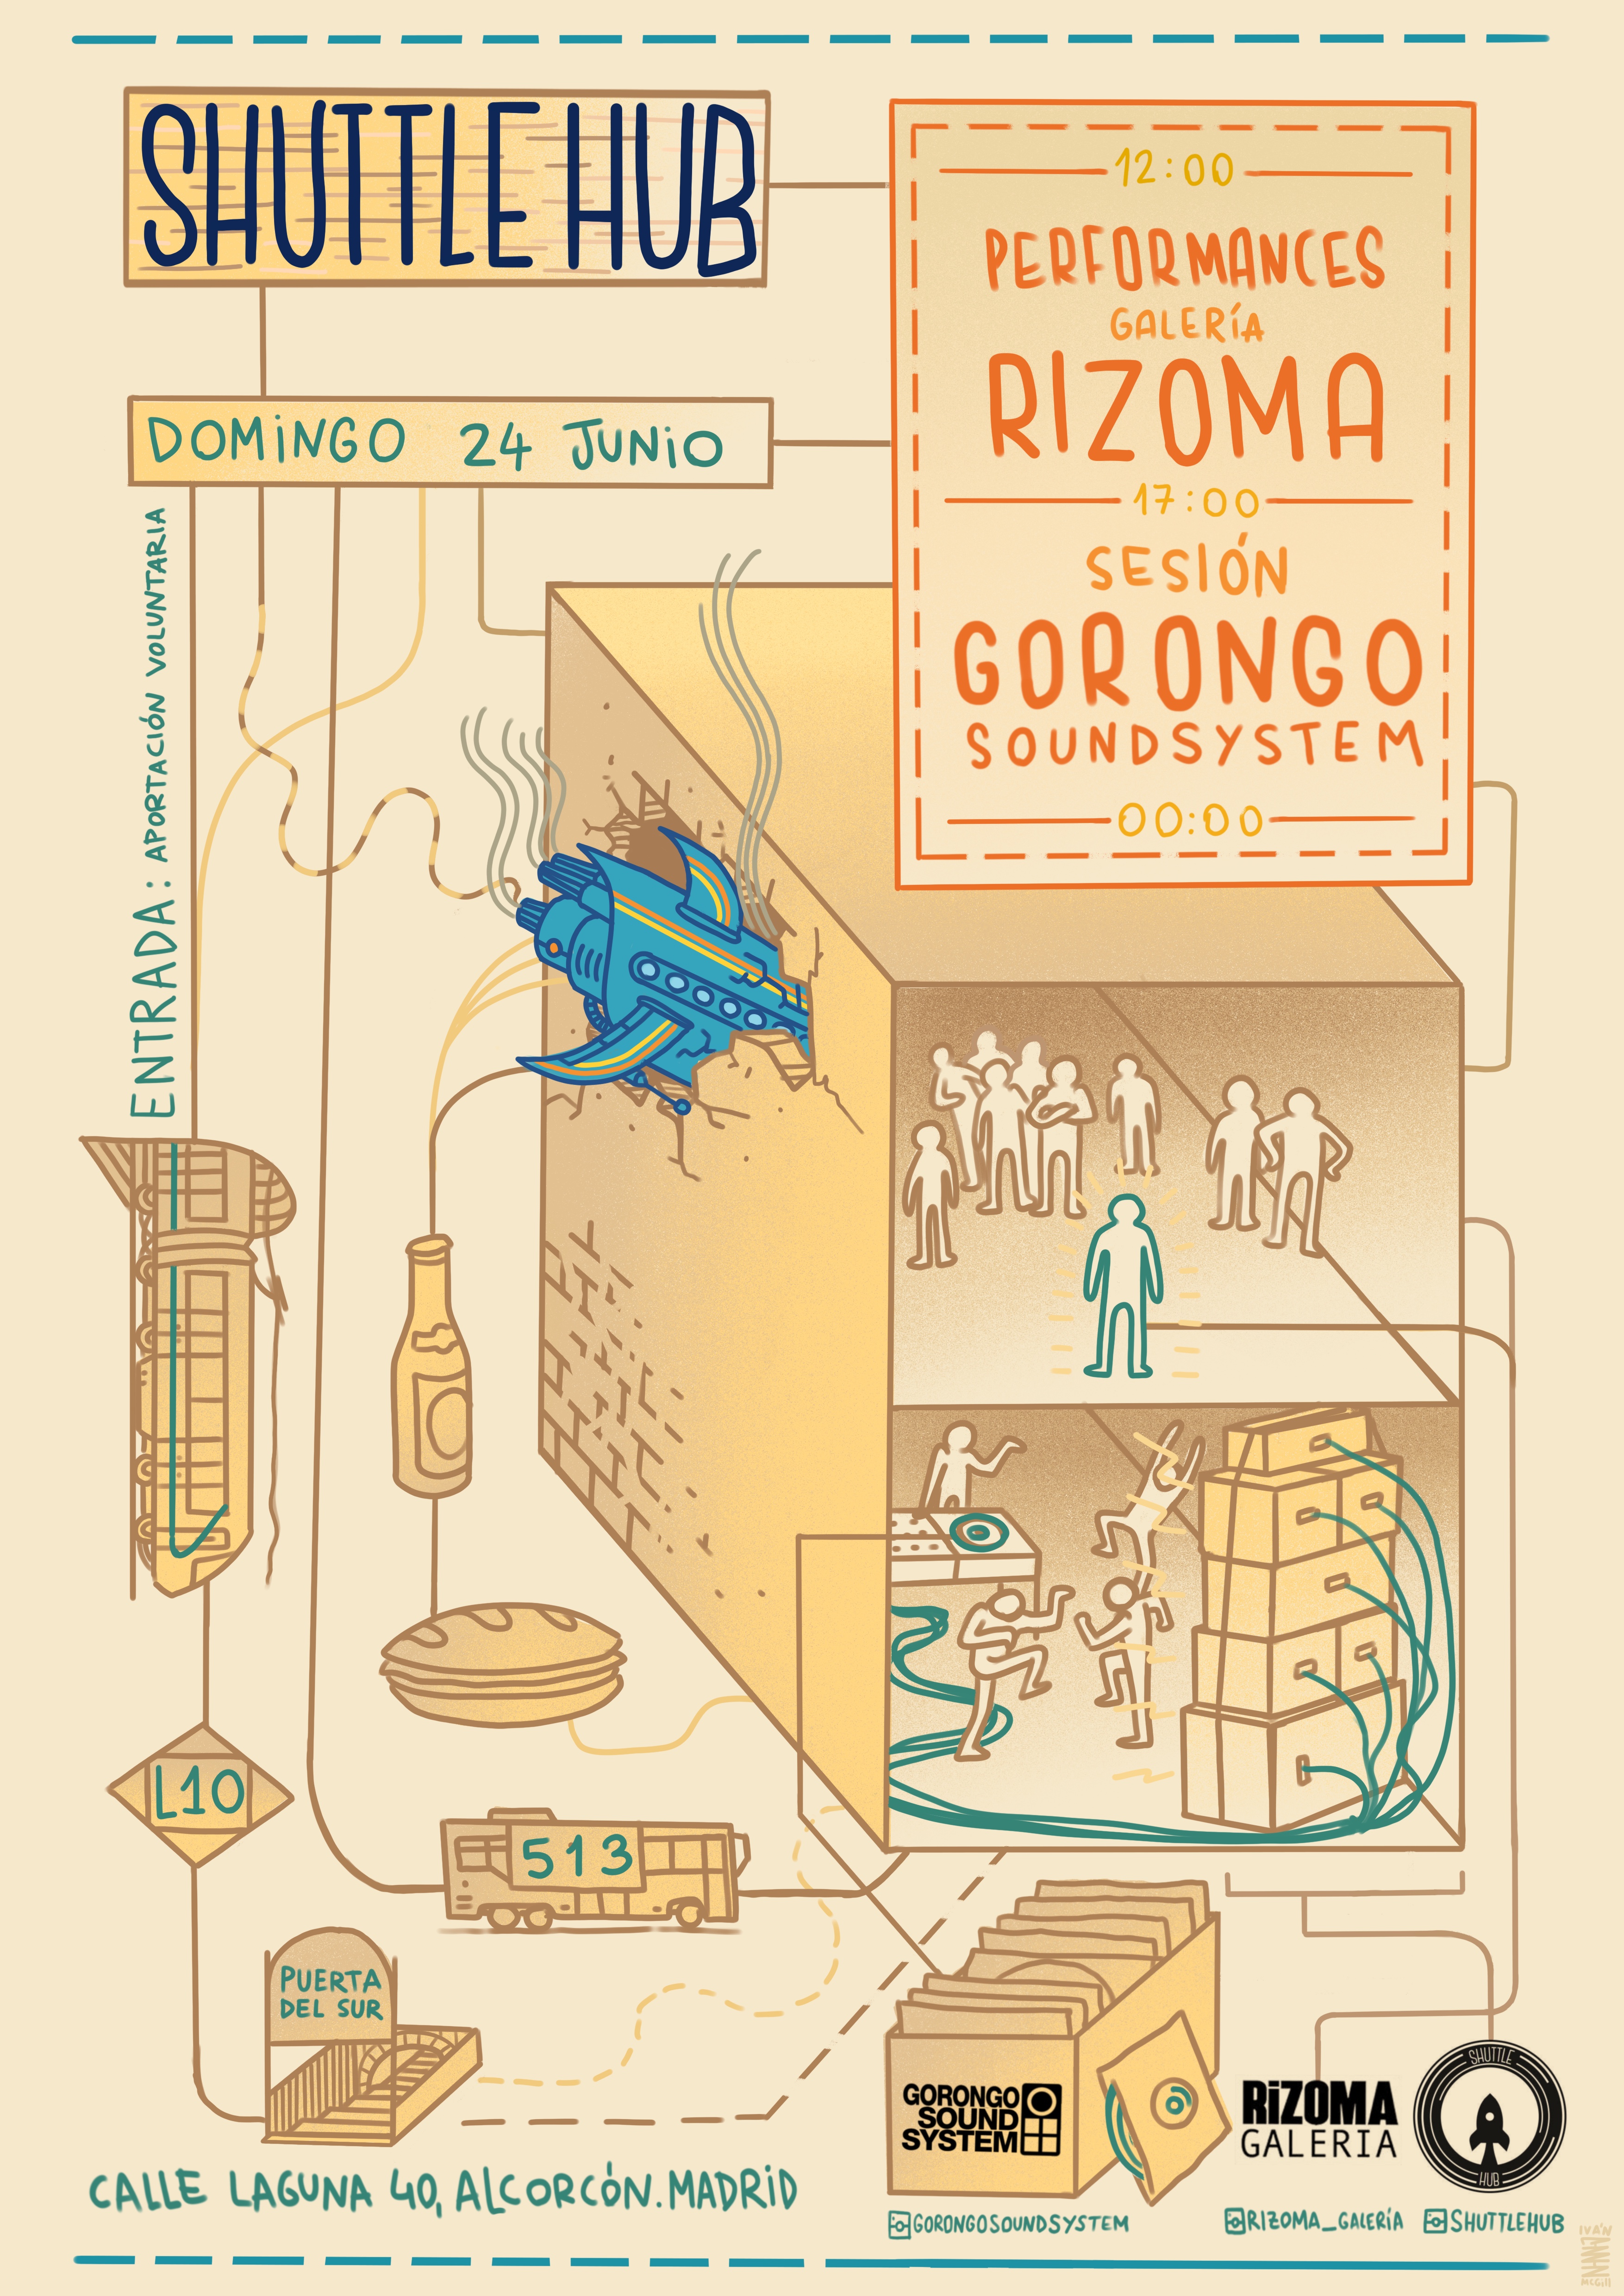 SHUTTLE HUB
DOMiNGO 24 JUNiO
12:00
PERFORMANCES
GALERÍA
RIZOMA
17:00
SESIÓN
GORONGO
SOUNDSYSTEM
00:00
ENTRADA: APORTACIÓN VOLUNTARIA
L10
513
PUERTA
DEL SUR
CALLE LAGUNA 40, ALCORCÓN. MADRiD
GORONGO
SOUND
SYSTEM
GORONGOSOUNDSYSTEM
RiZOMA
GALERIA
RIZOMA_GALERÍA
SHUTTLE
HUB
SHUTTLEHUB
IVÁN
McGill